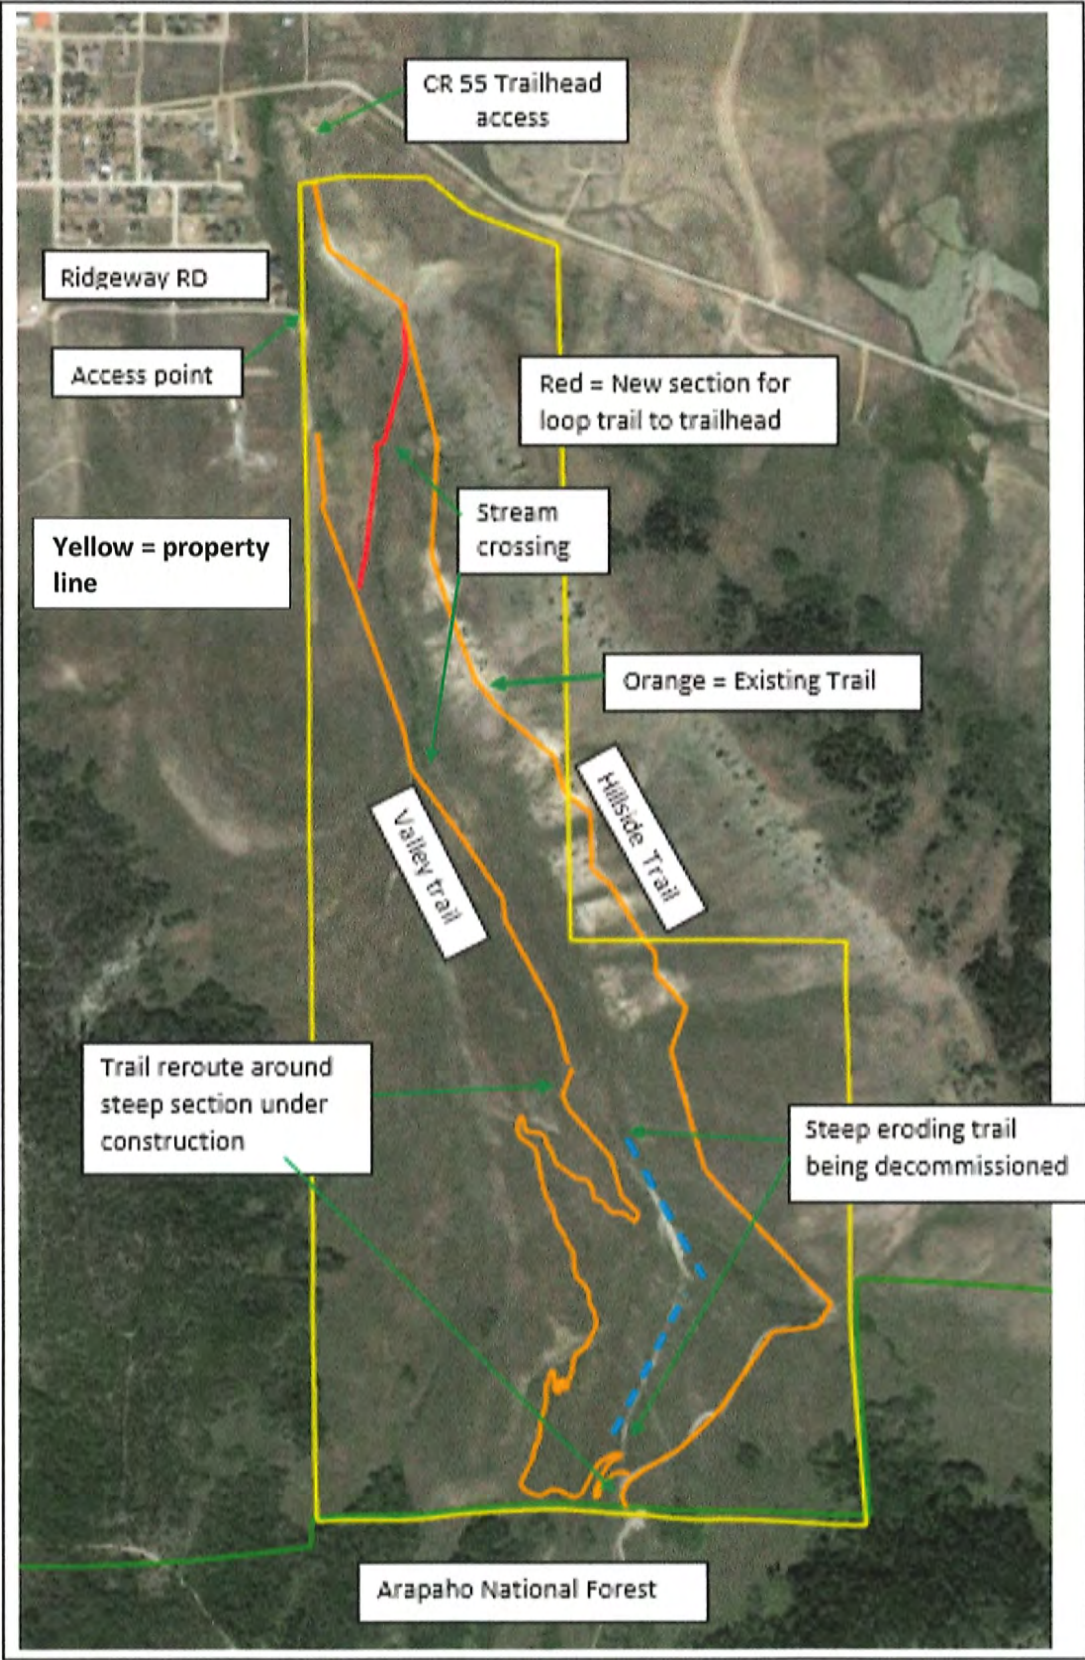 CR 55 Trailhead
access
Ridgeway RD
Access point
Red = New section for
loop trail to trailhead
Stream
crossing
Yellow = property
line
Orange = Existing Trail
Hillside Trail
Valley trail
Trail reroute around
steep section under
construction
Steep eroding trail
being decommissioned
Arapaho National Forest